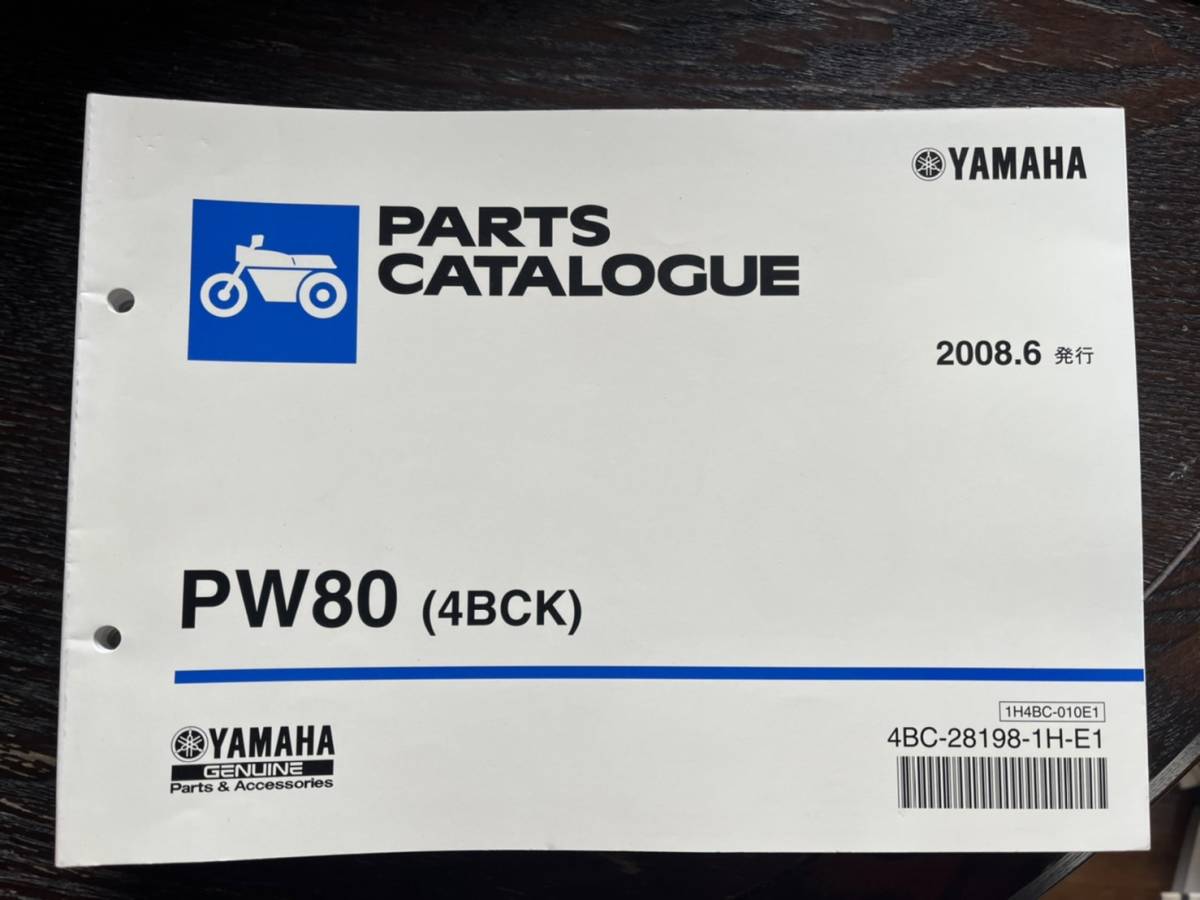 YAMAHA
PARTS
CATALOGUE
2008.6 発行
PW80 (4BCK)
1H4BC-010E1
4BC-28198-1H-E1
YAMAHA
GENUINE
Parts & Accessories